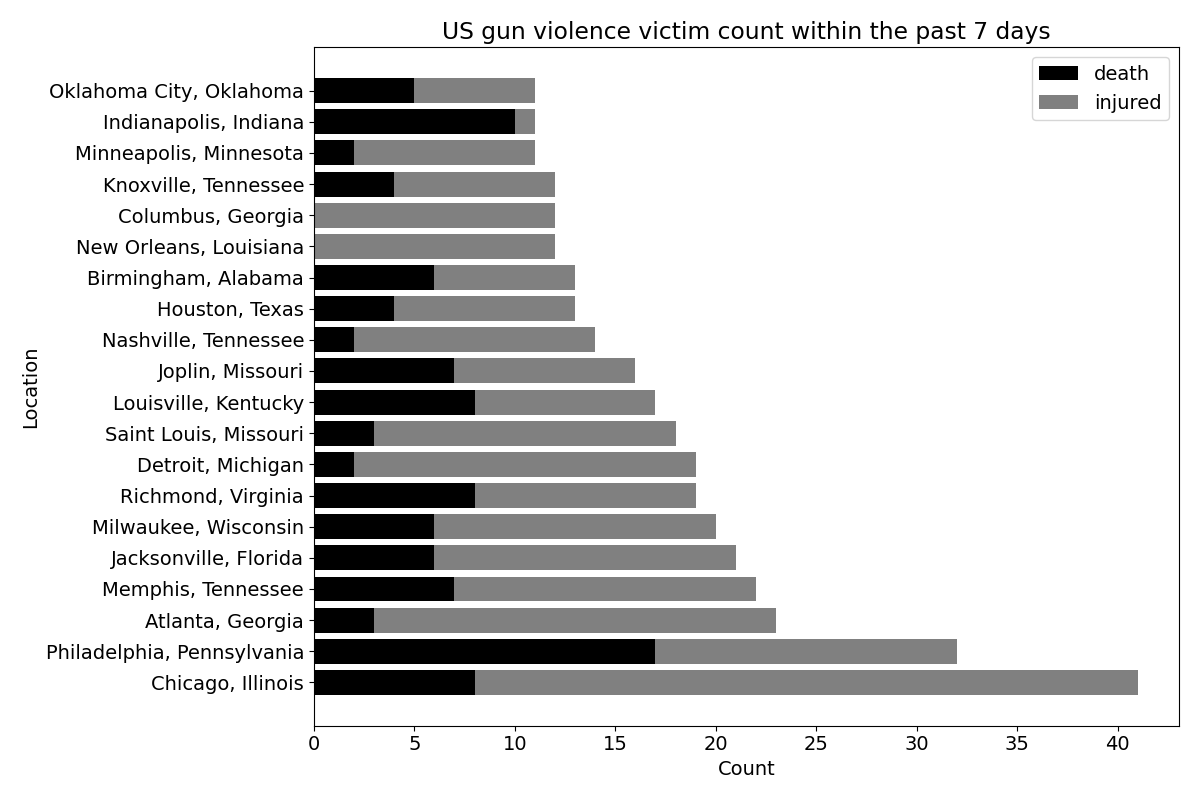 US gun violence victim count within the past 7 days
death
injured
Oklahoma City, Oklahoma
Indianapolis, Indiana
Minneapolis, Minnesota
Knoxville, Tennessee
Columbus, Georgia
New Orleans, Louisiana
Birmingham, Alabama
Houston, Texas
Nashville, Tennessee
Joplin, Missouri
Louisville, Kentucky
Saint Louis, Missouri
Detroit, Michigan
Richmond, Virginia
Milwaukee, Wisconsin
Jacksonville, Florida
Memphis, Tennessee
Atlanta, Georgia
Philadelphia, Pennsylvania
Chicago, Illinois
Location
0 5 10 15 20 25 30 35 40
Count